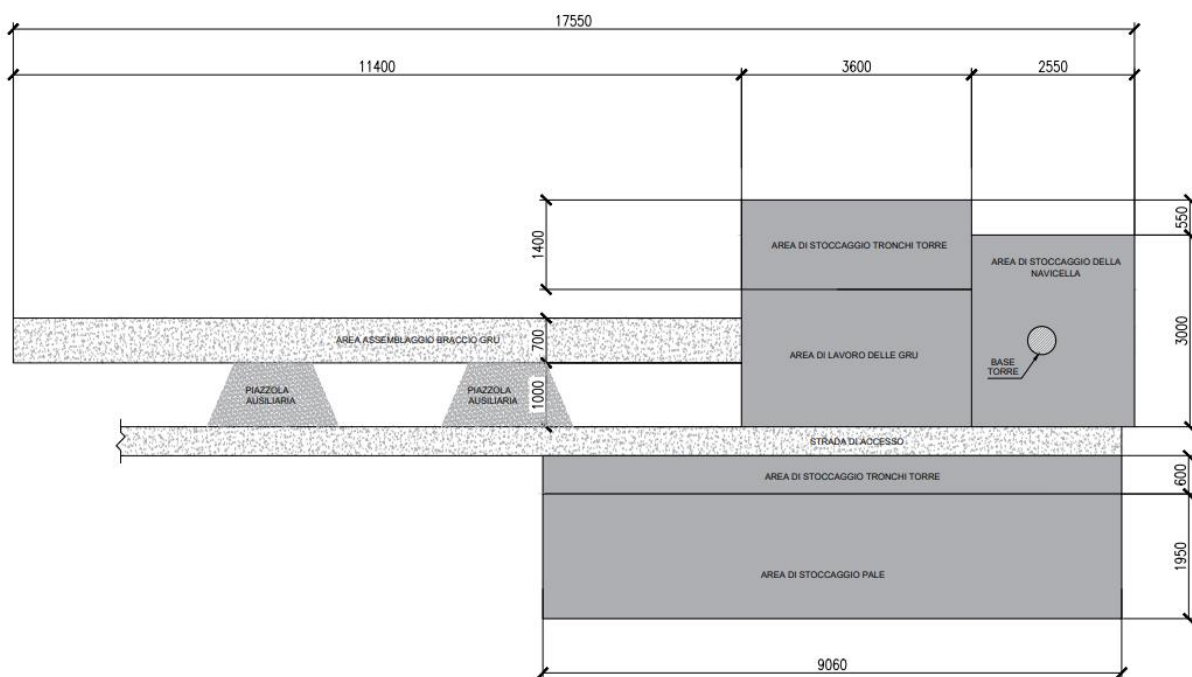 17550
11400
3600
2550
1400
550
AREA DI STOCCAGGIO TRONCHI TORRE
AREA DI STOCCAGGIO DELLA
NAVICELLA
3000
AREA ASSEMBLAGGIO BRACCIO GRU
700
AREA DI LAVORO DELLE GRU
BASE
TORRE
PIAZZOLA
AUSILIARIA
PIAZZOLA
AUSILIARIA
1000
STRADA DI ACCESSO
AREA DI STOCCAGGIO TRONCHI TORRE
600
AREA DI STOCCAGGIO PALE
1950
9060